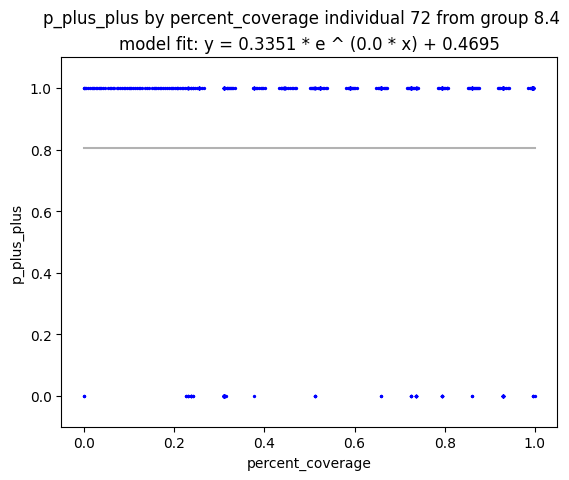 p_plus_plus by percent_coverage individual 72 from group 8.4
model fit: y = 0.3351 * e ^ (0.0 * x) + 0.4695
1.0
0.8
0.6
0.4
0.2
0.0
p_plus_plus
0.0 0.2 0.4 0.6 0.8 1.0
percent_coverage